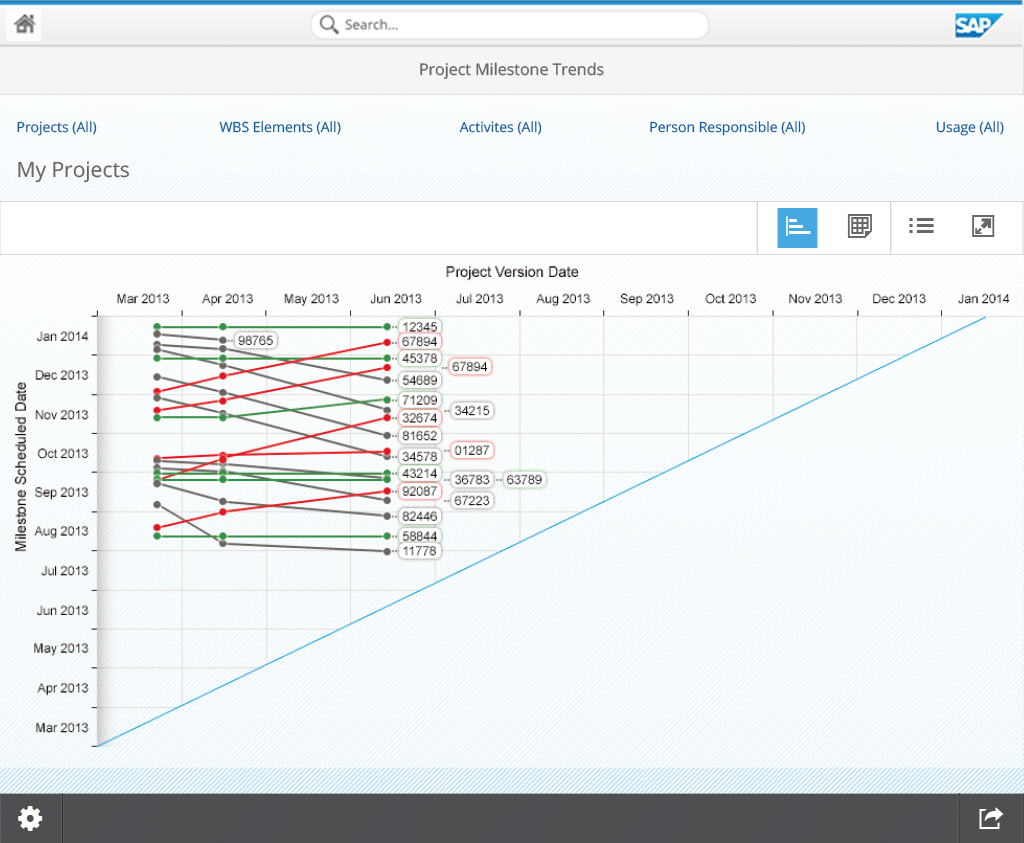 Search...
SAP
Project Milestone Trends
Projects (All) WBS Elements (All) Activites (All) Person Responsible (All) Usage (All)
My Projects
Project Version Date
Mar 2013 Apr 2013 May 2013 Jun 2013 Jul 2013 Aug 2013 Sep 2013 Oct 2013 Nov 2013 Dec 2013 Jan 2014
Milestone Scheduled Date
Jan 2014
Dec 2013
Nov 2013
Oct 2013
Sep 2013
Aug 2013
Jul 2013
Jun 2013
May 2013
Apr 2013
Mar 2013
12345
98765
67894
45378
67894
54689
71209
34215
32674
81652
01287
34578
43214
36783 63789
92087
67223
82446
58844
11778